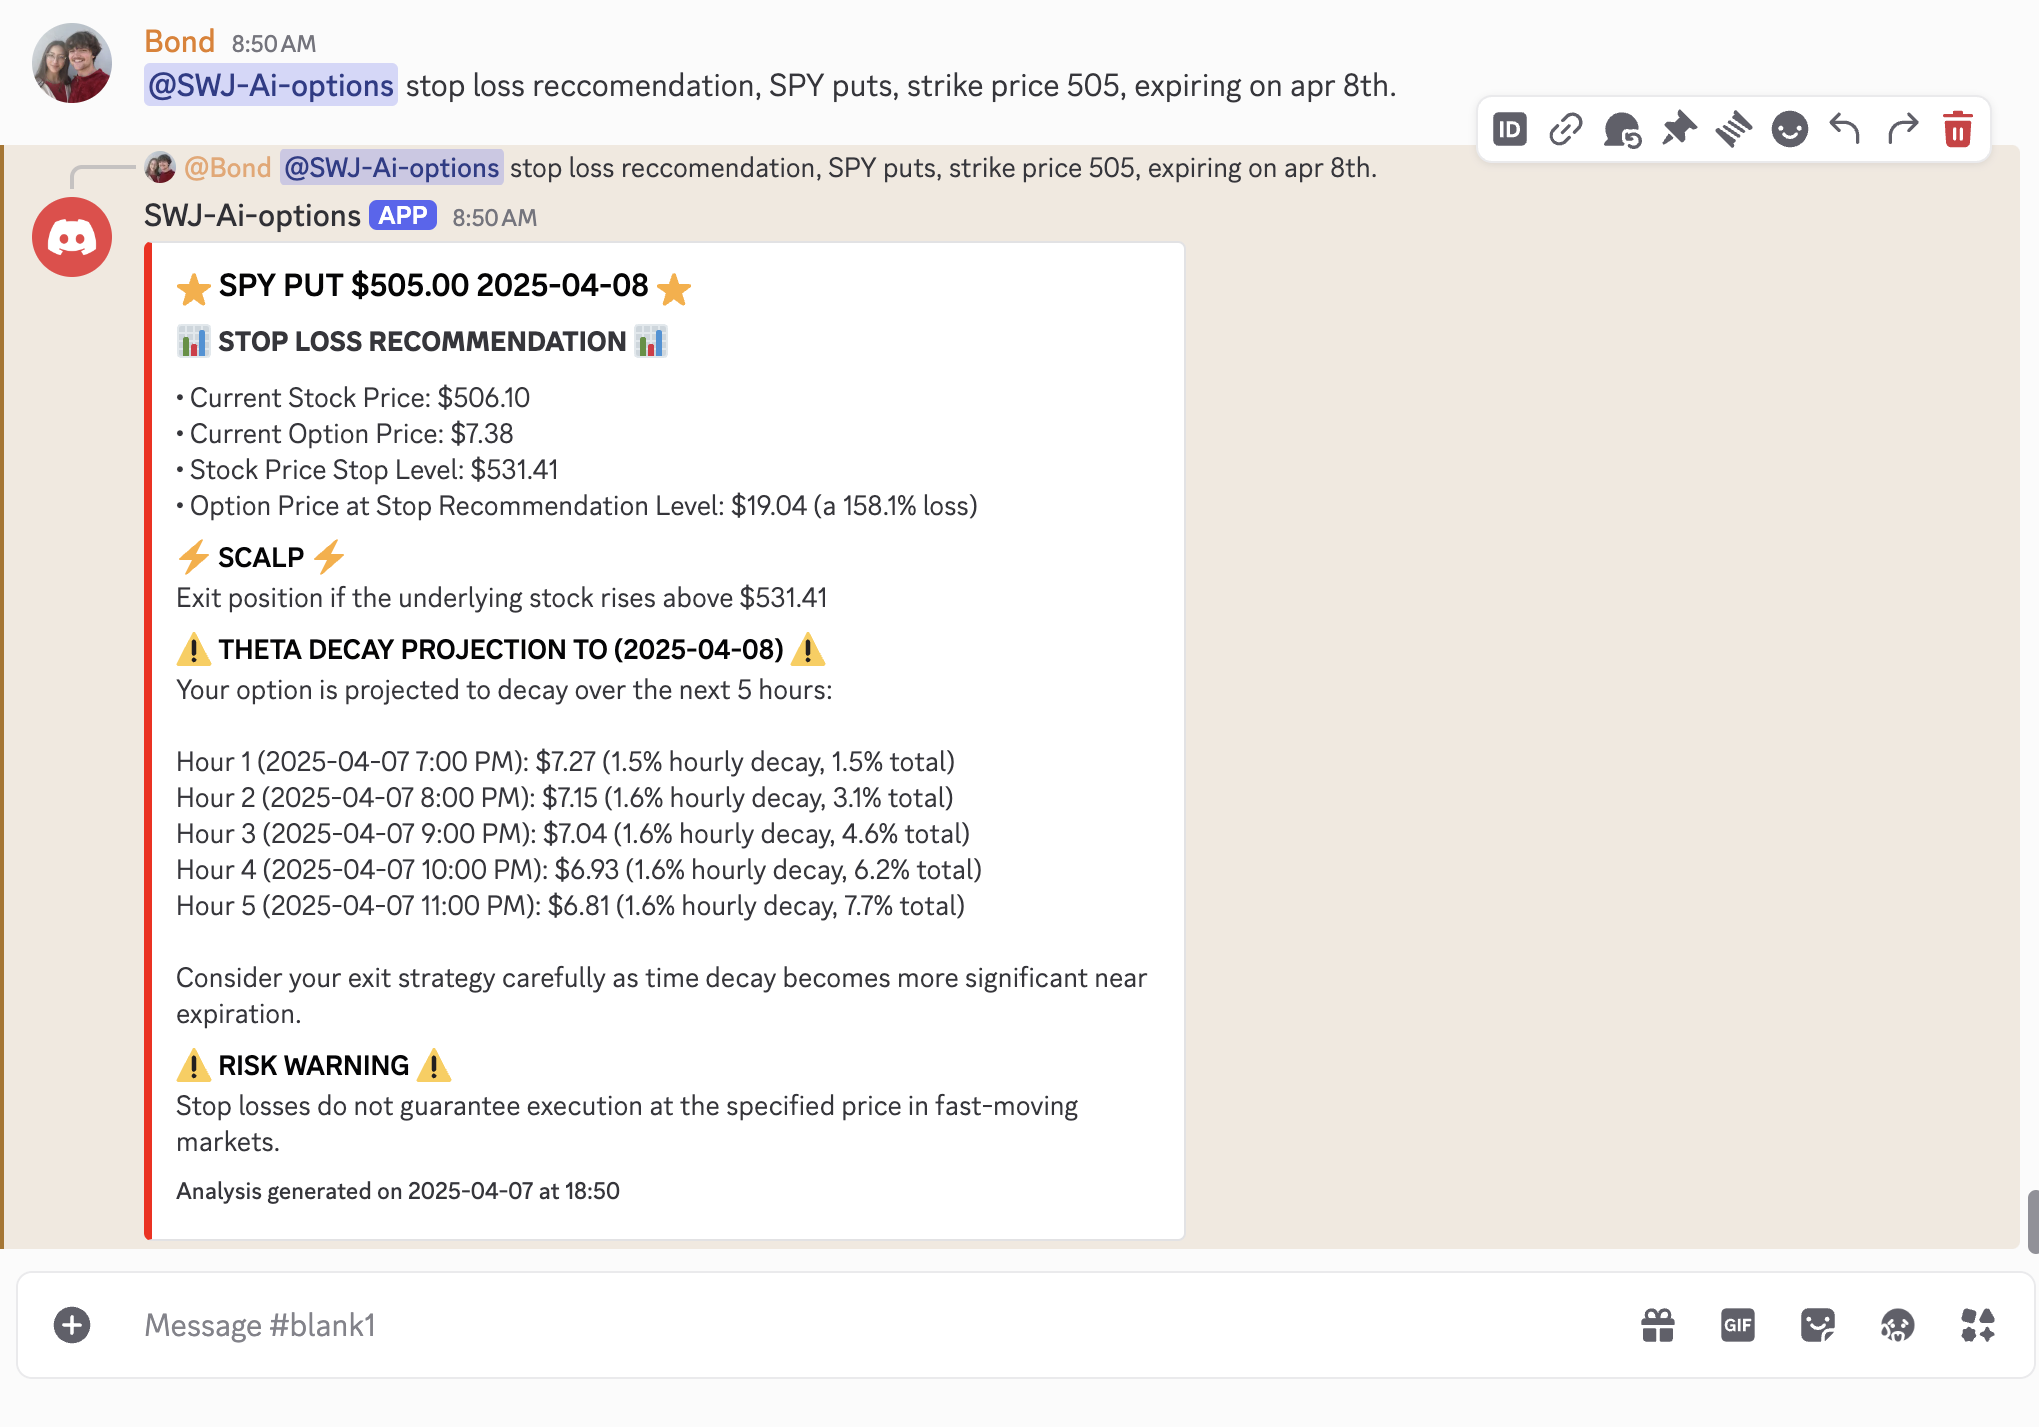 Bond 8:50 AM
@SWJ-Ai-options stop loss reccomendation, SPY puts, strike price 505, expiring on apr 8th.
ID
@Bond @SWJ-Ai-options stop loss reccomendation, SPY puts, strike price 505, expiring on apr 8th.
SWJ-Ai-options APP 8:50 AM
SPY PUT $505.00 2025-04-08
STOP LOSS RECOMMENDATION
• Current Stock Price: $506.10
• Current Option Price: $7.38
• Stock Price Stop Level: $531.41
• Option Price at Stop Recommendation Level: $19.04 (a 158.1% loss)
SCALP
Exit position if the underlying stock rises above $531.41
THETA DECAY PROJECTION TO (2025-04-08)
Your option is projected to decay over the next 5 hours:
Hour 1 (2025-04-07 7:00 PM): $7.27 (1.5% hourly decay, 1.5% total)
Hour 2 (2025-04-07 8:00 PM): $7.15 (1.6% hourly decay, 3.1% total)
Hour 3 (2025-04-07 9:00 PM): $7.04 (1.6% hourly decay, 4.6% total)
Hour 4 (2025-04-07 10:00 PM): $6.93 (1.6% hourly decay, 6.2% total)
Hour 5 (2025-04-07 11:00 PM): $6.81 (1.6% hourly decay, 7.7% total)
Consider your exit strategy carefully as time decay becomes more significant near
expiration.
RISK WARNING
Stop losses do not guarantee execution at the specified price in fast-moving
markets.
Analysis generated on 2025-04-07 at 18:50
Message #blank1
GIF